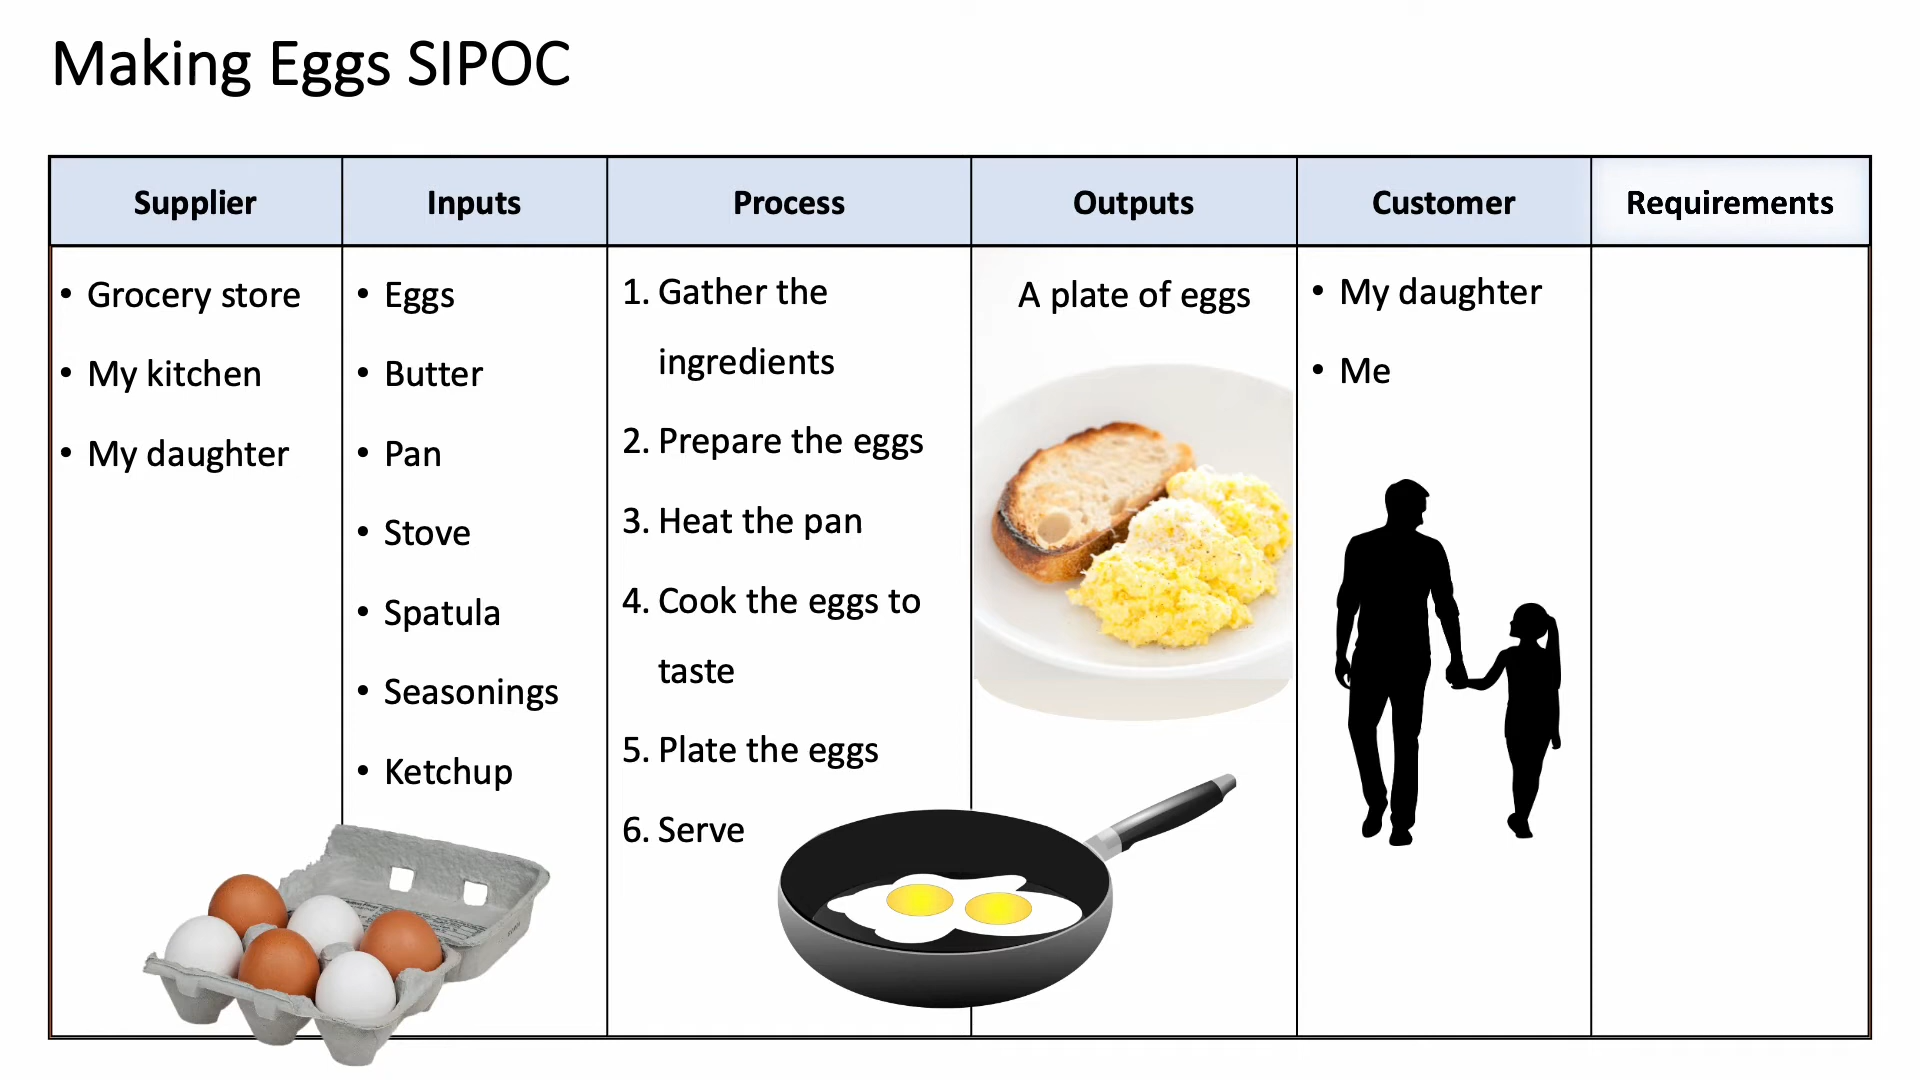 Making Eggs SIPOC
Supplier
Inputs
Process
Outputs
Customer
Requirements
• Grocery store
• My kitchen
• My daughter
• Eggs
• Butter
• Pan
• Stove
• Spatula
• Seasonings
• Ketchup
1. Gather the
ingredients
2. Prepare the eggs
3. Heat the pan
4. Cook the eggs to
taste
5. Plate the eggs
6. Serve
A plate of eggs
• My daughter
• Me